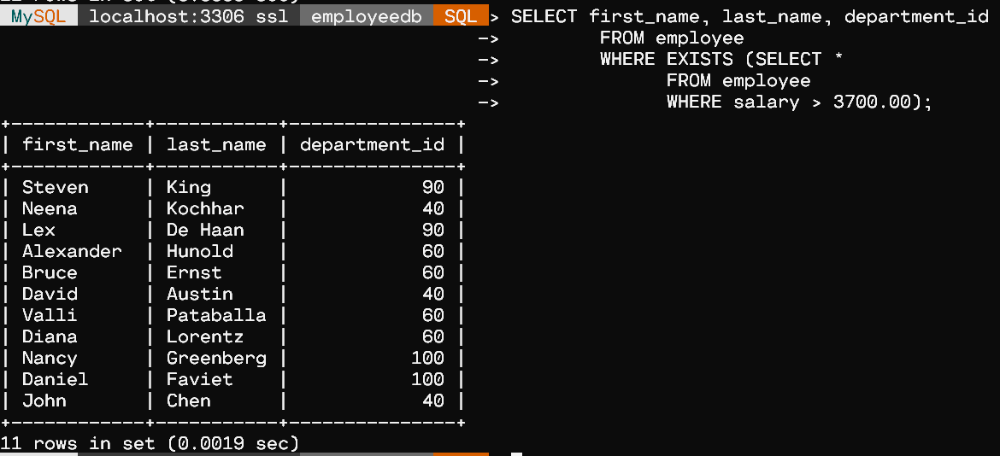 MySQL localhost:3306 ssl employeedb SQL > SELECT first_name, last_name, department_id
-> FROM employee
-> WHERE EXISTS (SELECT *
-> FROM employee
-> WHERE salary > 3700.00);
+------------+-----------+---------------+
| first_name | last_name | department_id |
+------------+-----------+---------------+
| Steven | King | 90 |
| Neena | Kochhar | 40 |
| Lex | De Haan | 90 |
| Alexander | Hunold | 60 |
| Bruce | Ernst | 60 |
| David | Austin | 40 |
| Valli | Pataballa | 60 |
| Diana | Lorentz | 60 |
| Nancy | Greenberg | 100 |
| Daniel | Faviet | 100 |
| John | Chen | 40 |
+------------+-----------+---------------+
11 rows in set (0.0019 sec)